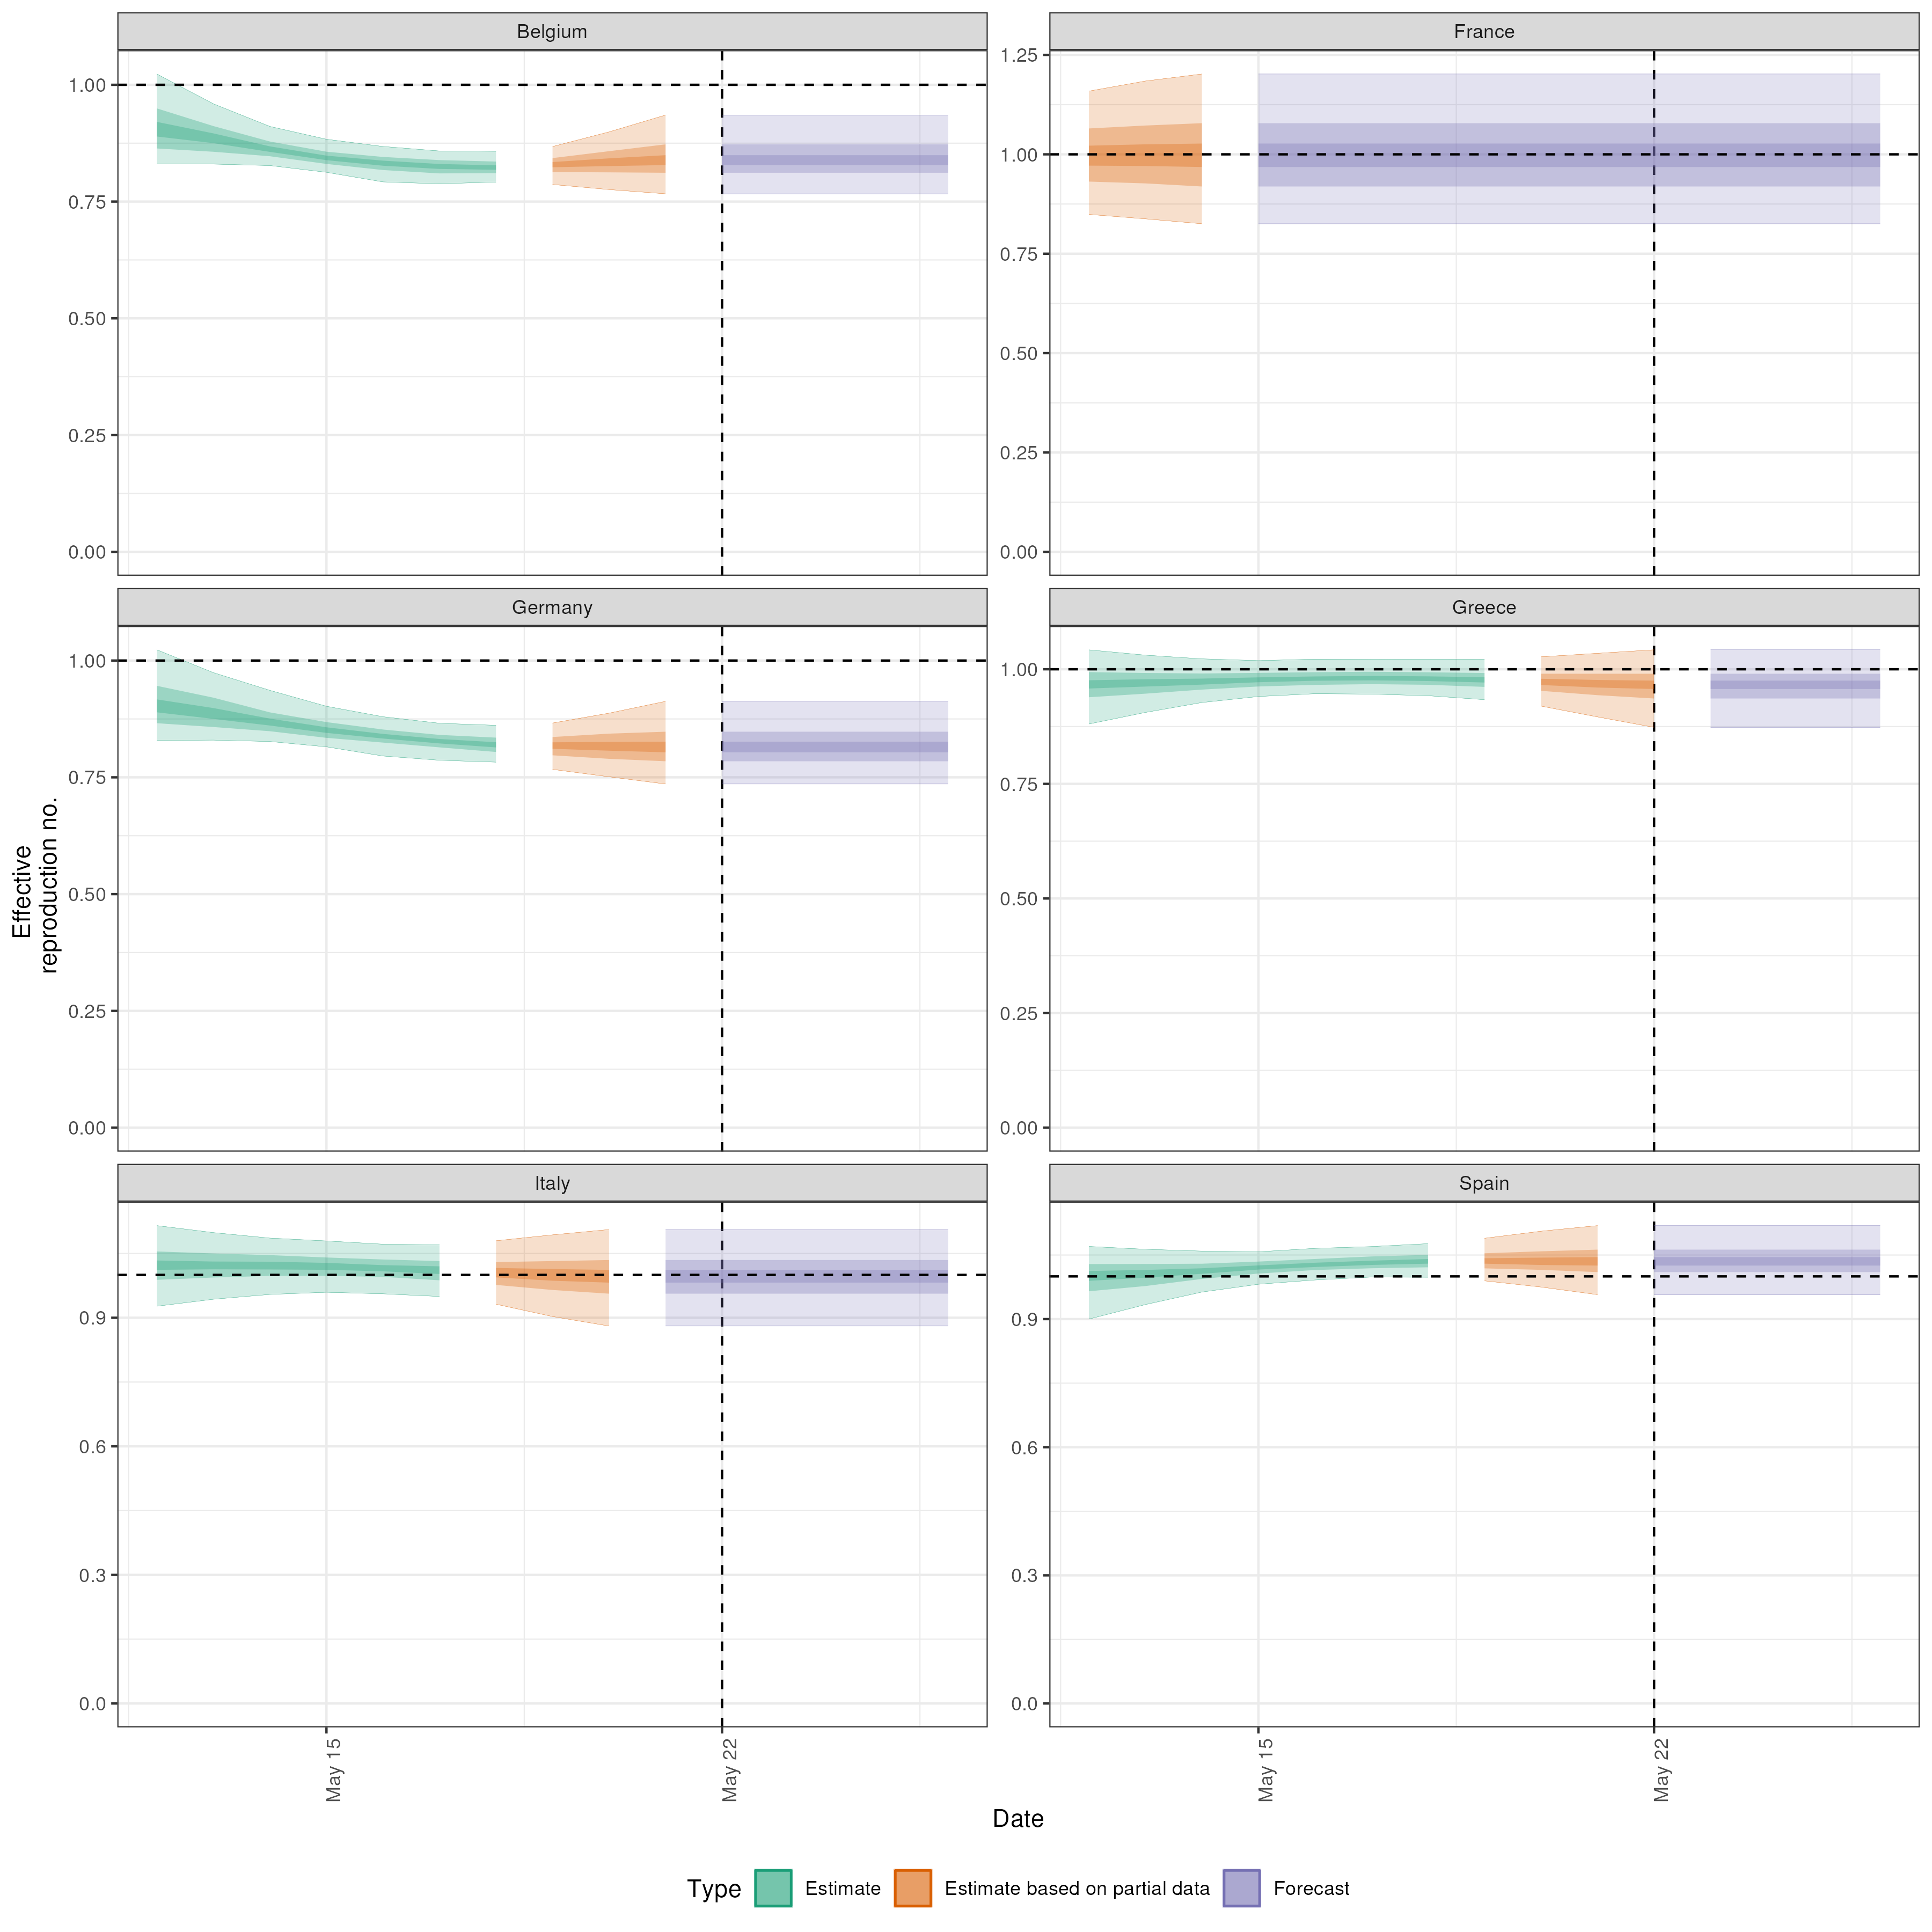 Belgium
France
1.00
0.75
0.50
0.25
0.00
1.25
1.00
0.75
0.50
0.25
0.00
Germany
Greece
1.00
0.75
0.50
0.25
0.00
1.00
0.75
0.50
0.25
0.00
Effective
reproduction no.
Italy
Spain
0.9
0.6
0.3
0.0
0.9
0.6
0.3
0.0
May 15
May 22
May 15
May 22
Date
Type
Estimate
Estimate based on partial data
Forecast